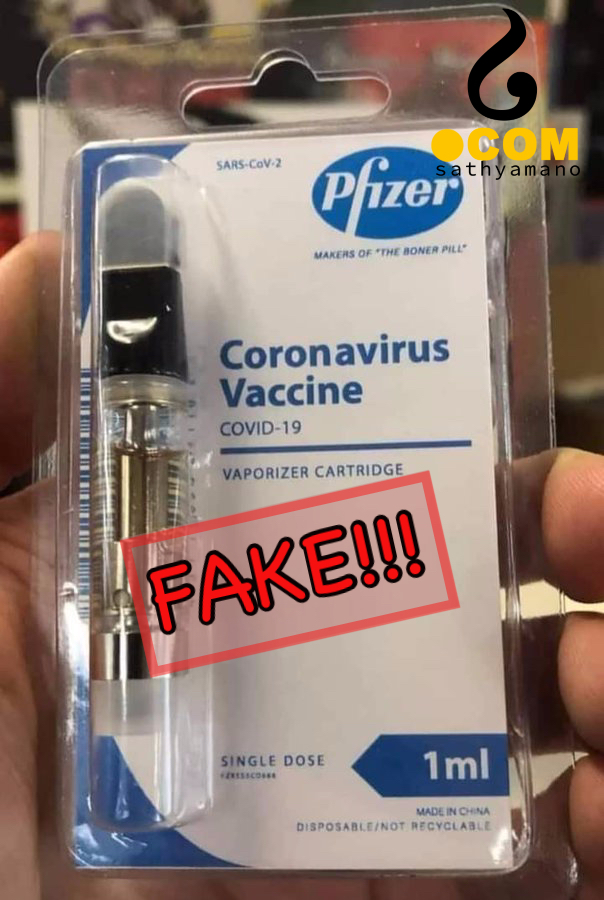 OCOM
sathyamano
SARS-CoV-2
Pfizer
MAKERS OF "THE BONER PILL"
Coronavirus
Vaccine
COVID-19
VAPORIZER CARTRIDGE
FAKE!!!
SINGLE DOSE
1ml
MADE IN CHINA
DISPOSABLE/NOT RECYCLABLE